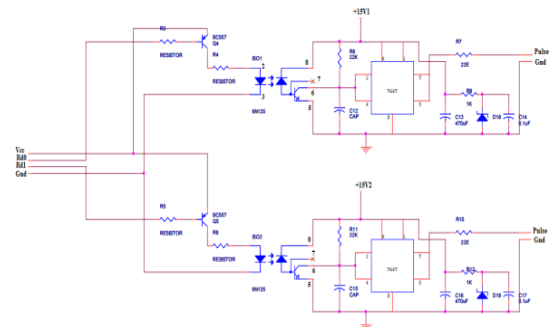 +15V1
R3
BC557
Q4
RESISTOR
R4
RESISTOR
ISO1
2
3
6N135
8
7
6
5
R8
22K
C12
CAP
7667
R7
22E
R9
1K
C13
470uF
D18
C14
0.1uF
Pulse
Gnd
Vcc
Rd0
Rd1
Gnd
+15V2
R5
BC557
Q5
RESISTOR
R6
RESISTOR
ISO2
6N135
8
7
6
5
R11
22K
C15
CAP
7667
R10
22E
1K
C16
470uF
D19
C17
0.1uF
Pulse
Gnd